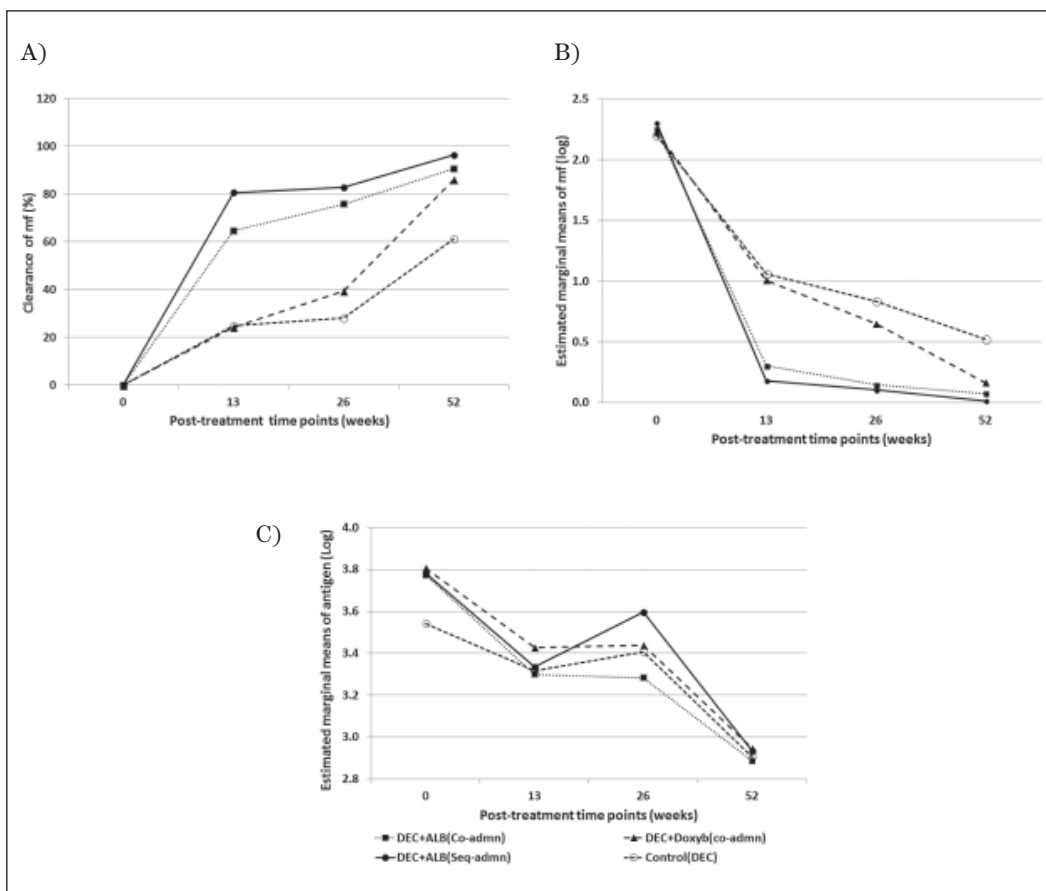 A)
B)
120
100
80
60
40
20
0
Clearance of mf (%)
0 13 26 52
Post-treatment time points (weeks)
2.5
2.0
1.5
1.0
0.5
0.0
Estimated marginal means of mf (log)
0 13 26 52
Post-treatment time points (weeks)
C)
4.0
3.8
3.6
3.4
3.2
3.0
2.8
Estimated marginal means of antigen (Log)
0 13 26 52
Post-treatment time points (weeks)
DEC+ALB(Co-admn) DEC+Doxyb(co-admn)
DEC+ALB(Seq-admn) Control(DEC)